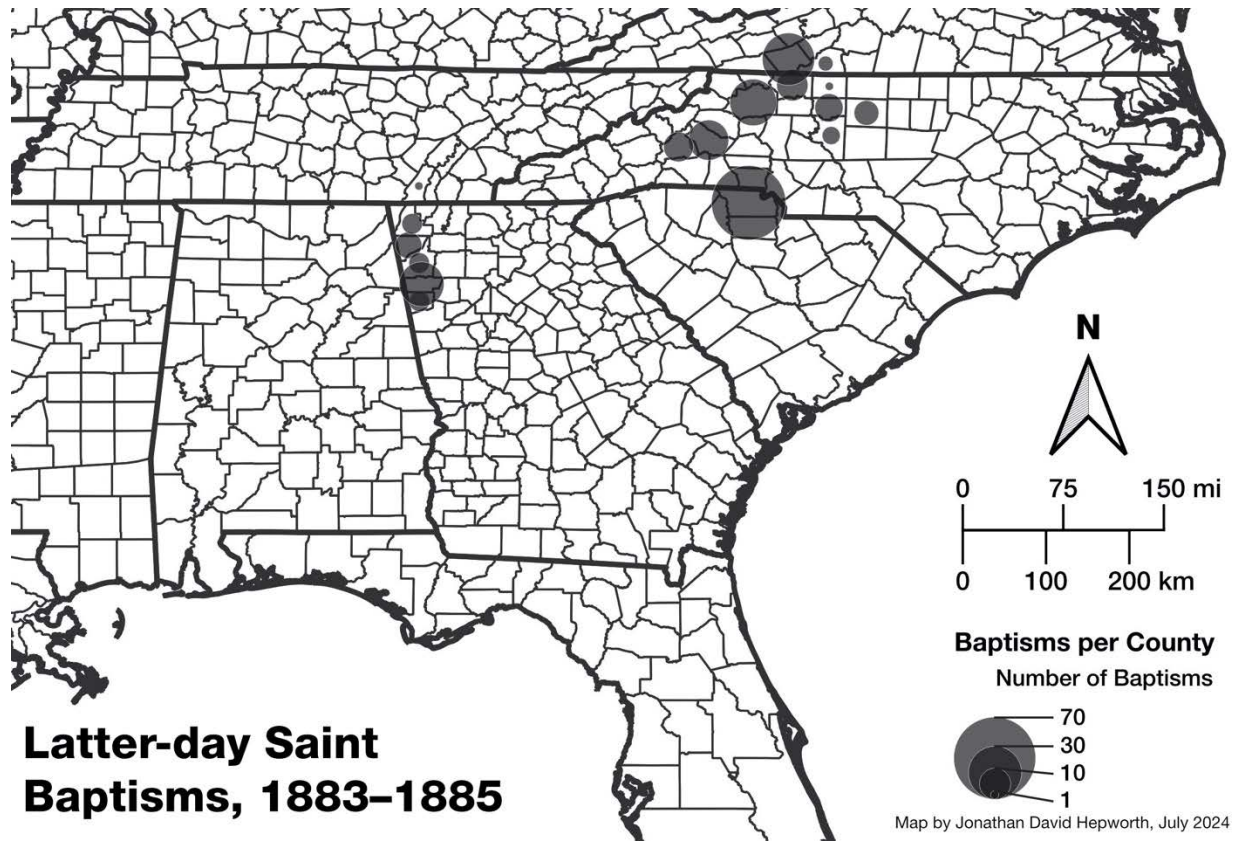 N
0 75 150 mi
0 100 200 km
Baptisms per County
Number of Baptisms
70
30
10
1
Latter-day Saint
Baptisms, 1883–1885
Map by Jonathan David Hepworth, July 2024